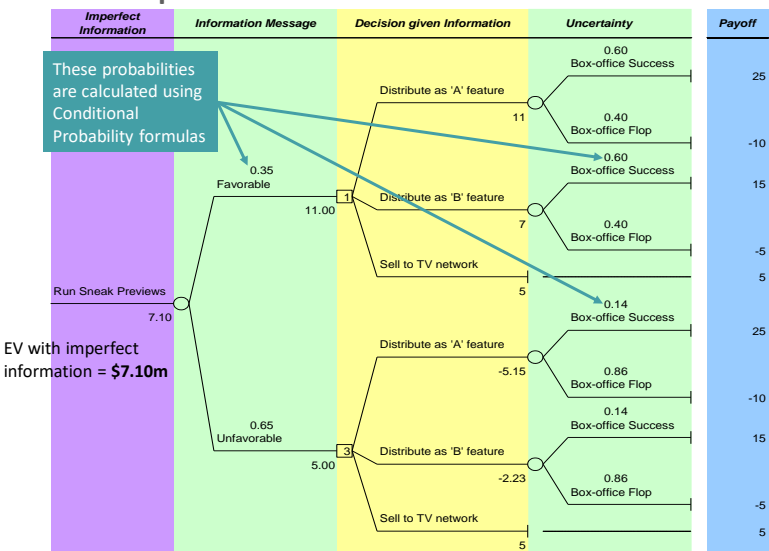 Imperfect
Information
Information Message
Decision given Information
Uncertainty
Payoff
These probabilities
are calculated using
Conditional
Probability formulas
0.60
Box-office Success
25
Distribute as 'A' feature
11
0.40
Box-office Flop
-10
0.35
Favorable
0.60
Box-office Success
15
1
11.00
Distribute as 'B' feature
7
0.40
Box-office Flop
-5
Sell to TV network
5
5
Run Sneak Previews
7.10
0.14
Box-office Success
25
EV with imperfect
information = $7.10m
Distribute as 'A' feature
-5.15
0.86
Box-office Flop
-10
0.65
Unfavorable
0.14
Box-office Success
15
3
5.00
Distribute as 'B' feature
-2.23
0.86
Box-office Flop
-5
Sell to TV network
5
5